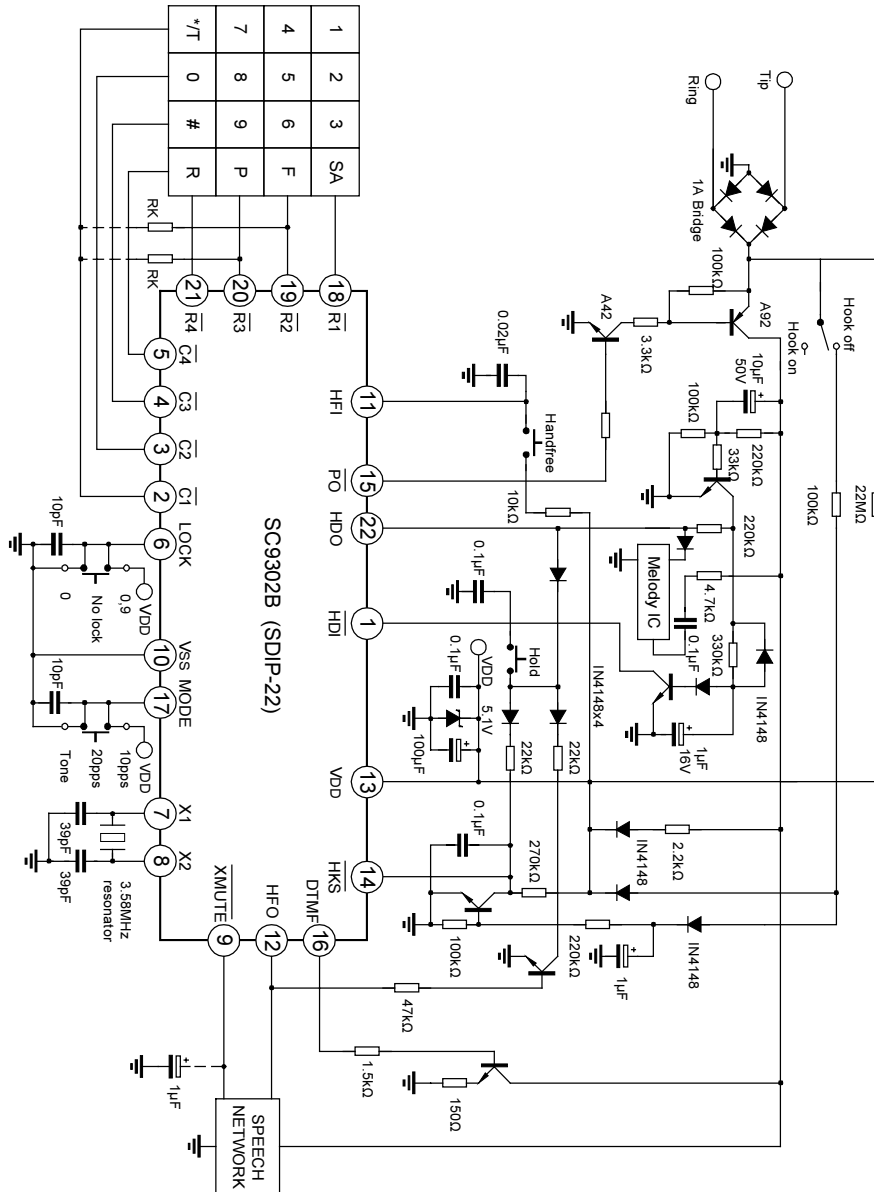 Tip
Ring
1A Bridge
Hook off
Hook on
A92
100kΩ
3.3kΩ
A42
22MΩ
100kΩ
10µF
50V
220kΩ
100kΩ
33kΩ
220kΩ
Melody IC
4.7kΩ
0.1µF
330kΩ
IN4148
1µF
16V
0.02µF
Handfree
10kΩ
0.1µF
Hold
IN4148x4
VDD
0.1µF
5.1V
100µF
22kΩ
22kΩ
2.2kΩ
IN4148
0.1µF
270kΩ
100kΩ
220kΩ
IN4148
1µF
47kΩ
1.5kΩ
150Ω
1 2 3 SA
4 5 6 F
7 8 9 P
*/T 0 # R
RK
RK
18 11 15 22 1 13 14
R1 HFI PO HDO HDI VDD HKS
19 R2
20 R3
21 R4
SC9302B (SDIP-22)
16 DTMF
12 HFO
9 XMUTE
C4 C3 C2 C1 LOCK VSS MODE X1 X2
5 4 3 2 6 10 17 7 8
10pF
VDD
0,9
No lock
0
10pF
VDD
10pps
20pps
Tone
39pF
39pF
3.58MHz
resonator
1µF
SPEECH
NETWORK